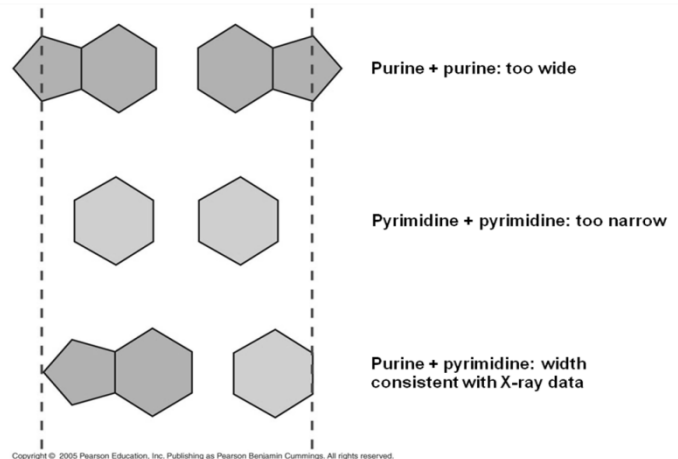 Purine + purine: too wide
Pyrimidine + pyrimidine: too narrow
Purine + pyrimidine: width
consistent with X-ray data
Copyright © 2005 Pearson Education, Inc. Publishing as Pearson Benjamin Cummings. All rights reserved.